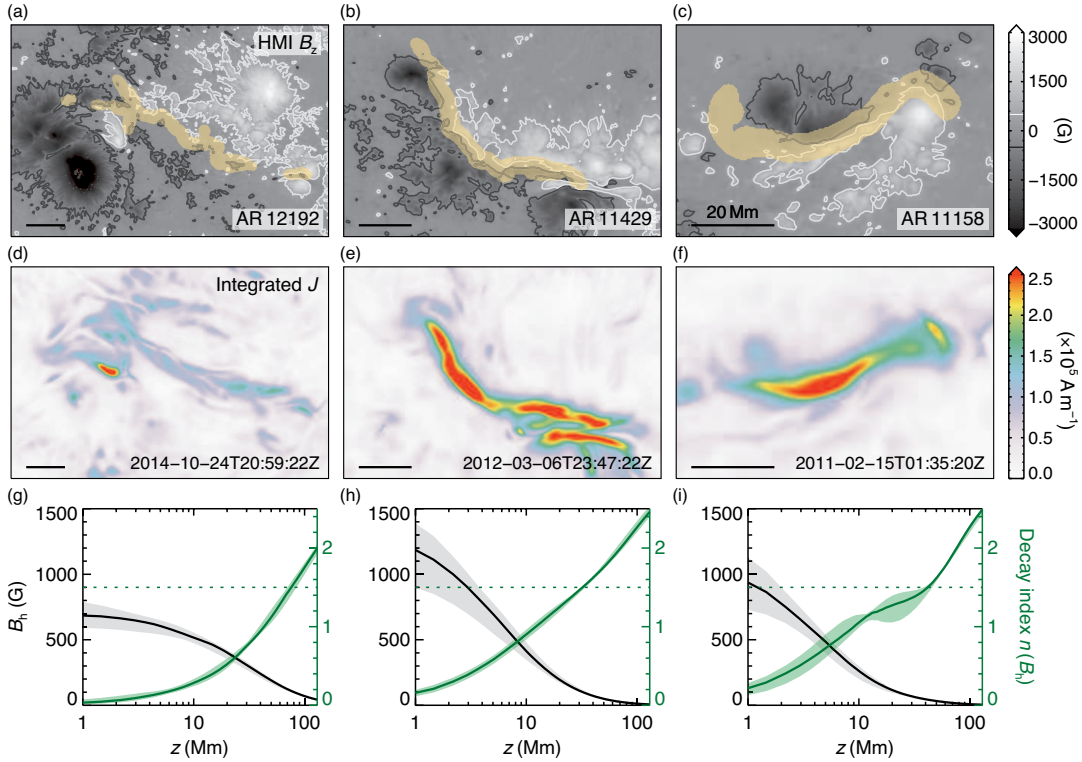 (a)
(b)
(c)
HMI Bz
AR 12192
AR 11429
20 Mm
AR 11158
3000
1500
0
−1500
−3000
(G)
(d)
(e)
(f)
Integrated J
2014−10−24T20:59:22Z
2012−03−06T23:47:22Z
2011−02−15T01:35:20Z
2.5
2.0
1.5
1.0
0.5
0.0
(×10⁵ A m⁻¹)
(g)
(h)
(i)
1500
1000
500
0
Bh (G)
2
1
0
1
10
100
z (Mm)
1500
1000
500
0
2
1
0
1
10
100
z (Mm)
1500
1000
500
0
2
1
0
1
10
100
z (Mm)
Decay index n (Bh)